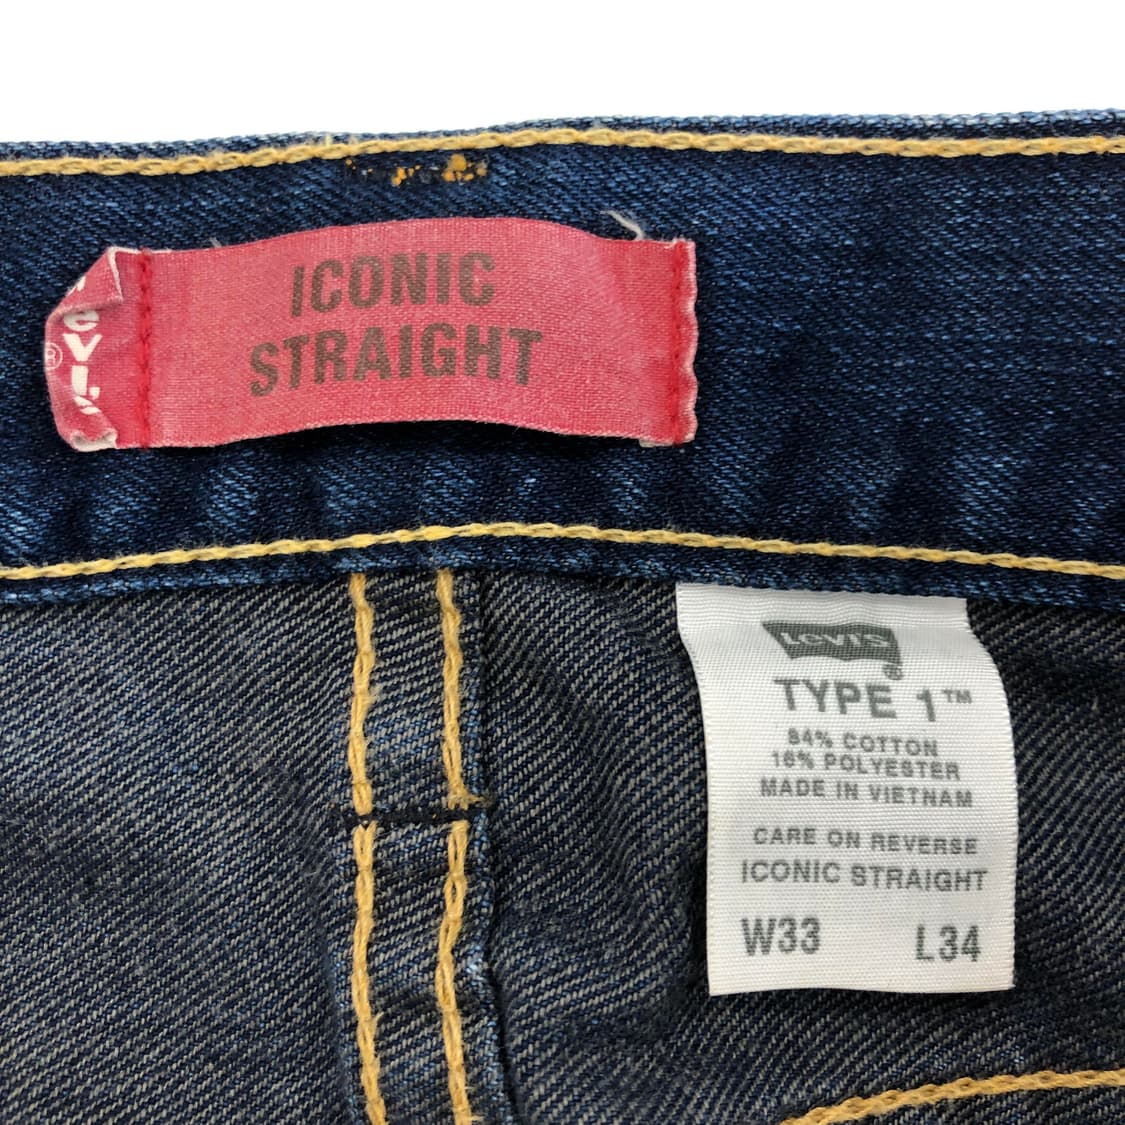 ICONIC
STRAIGHT
Levi's
®
Levi's
®
TYPE 1™
84% COTTON
16% POLYESTER
MADE IN VIETNAM
CARE ON REVERSE
ICONIC STRAIGHT
W33 L34